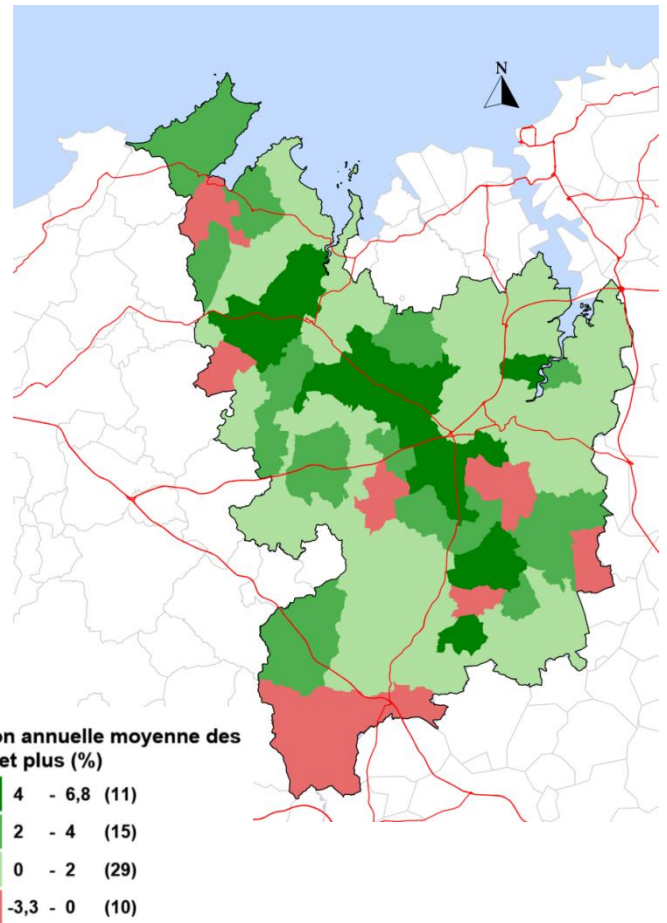 N
on annuelle moyenne des
et plus (%)
4 - 6,8 (11)
2 - 4 (15)
0 - 2 (29)
-3,3 - 0 (10)